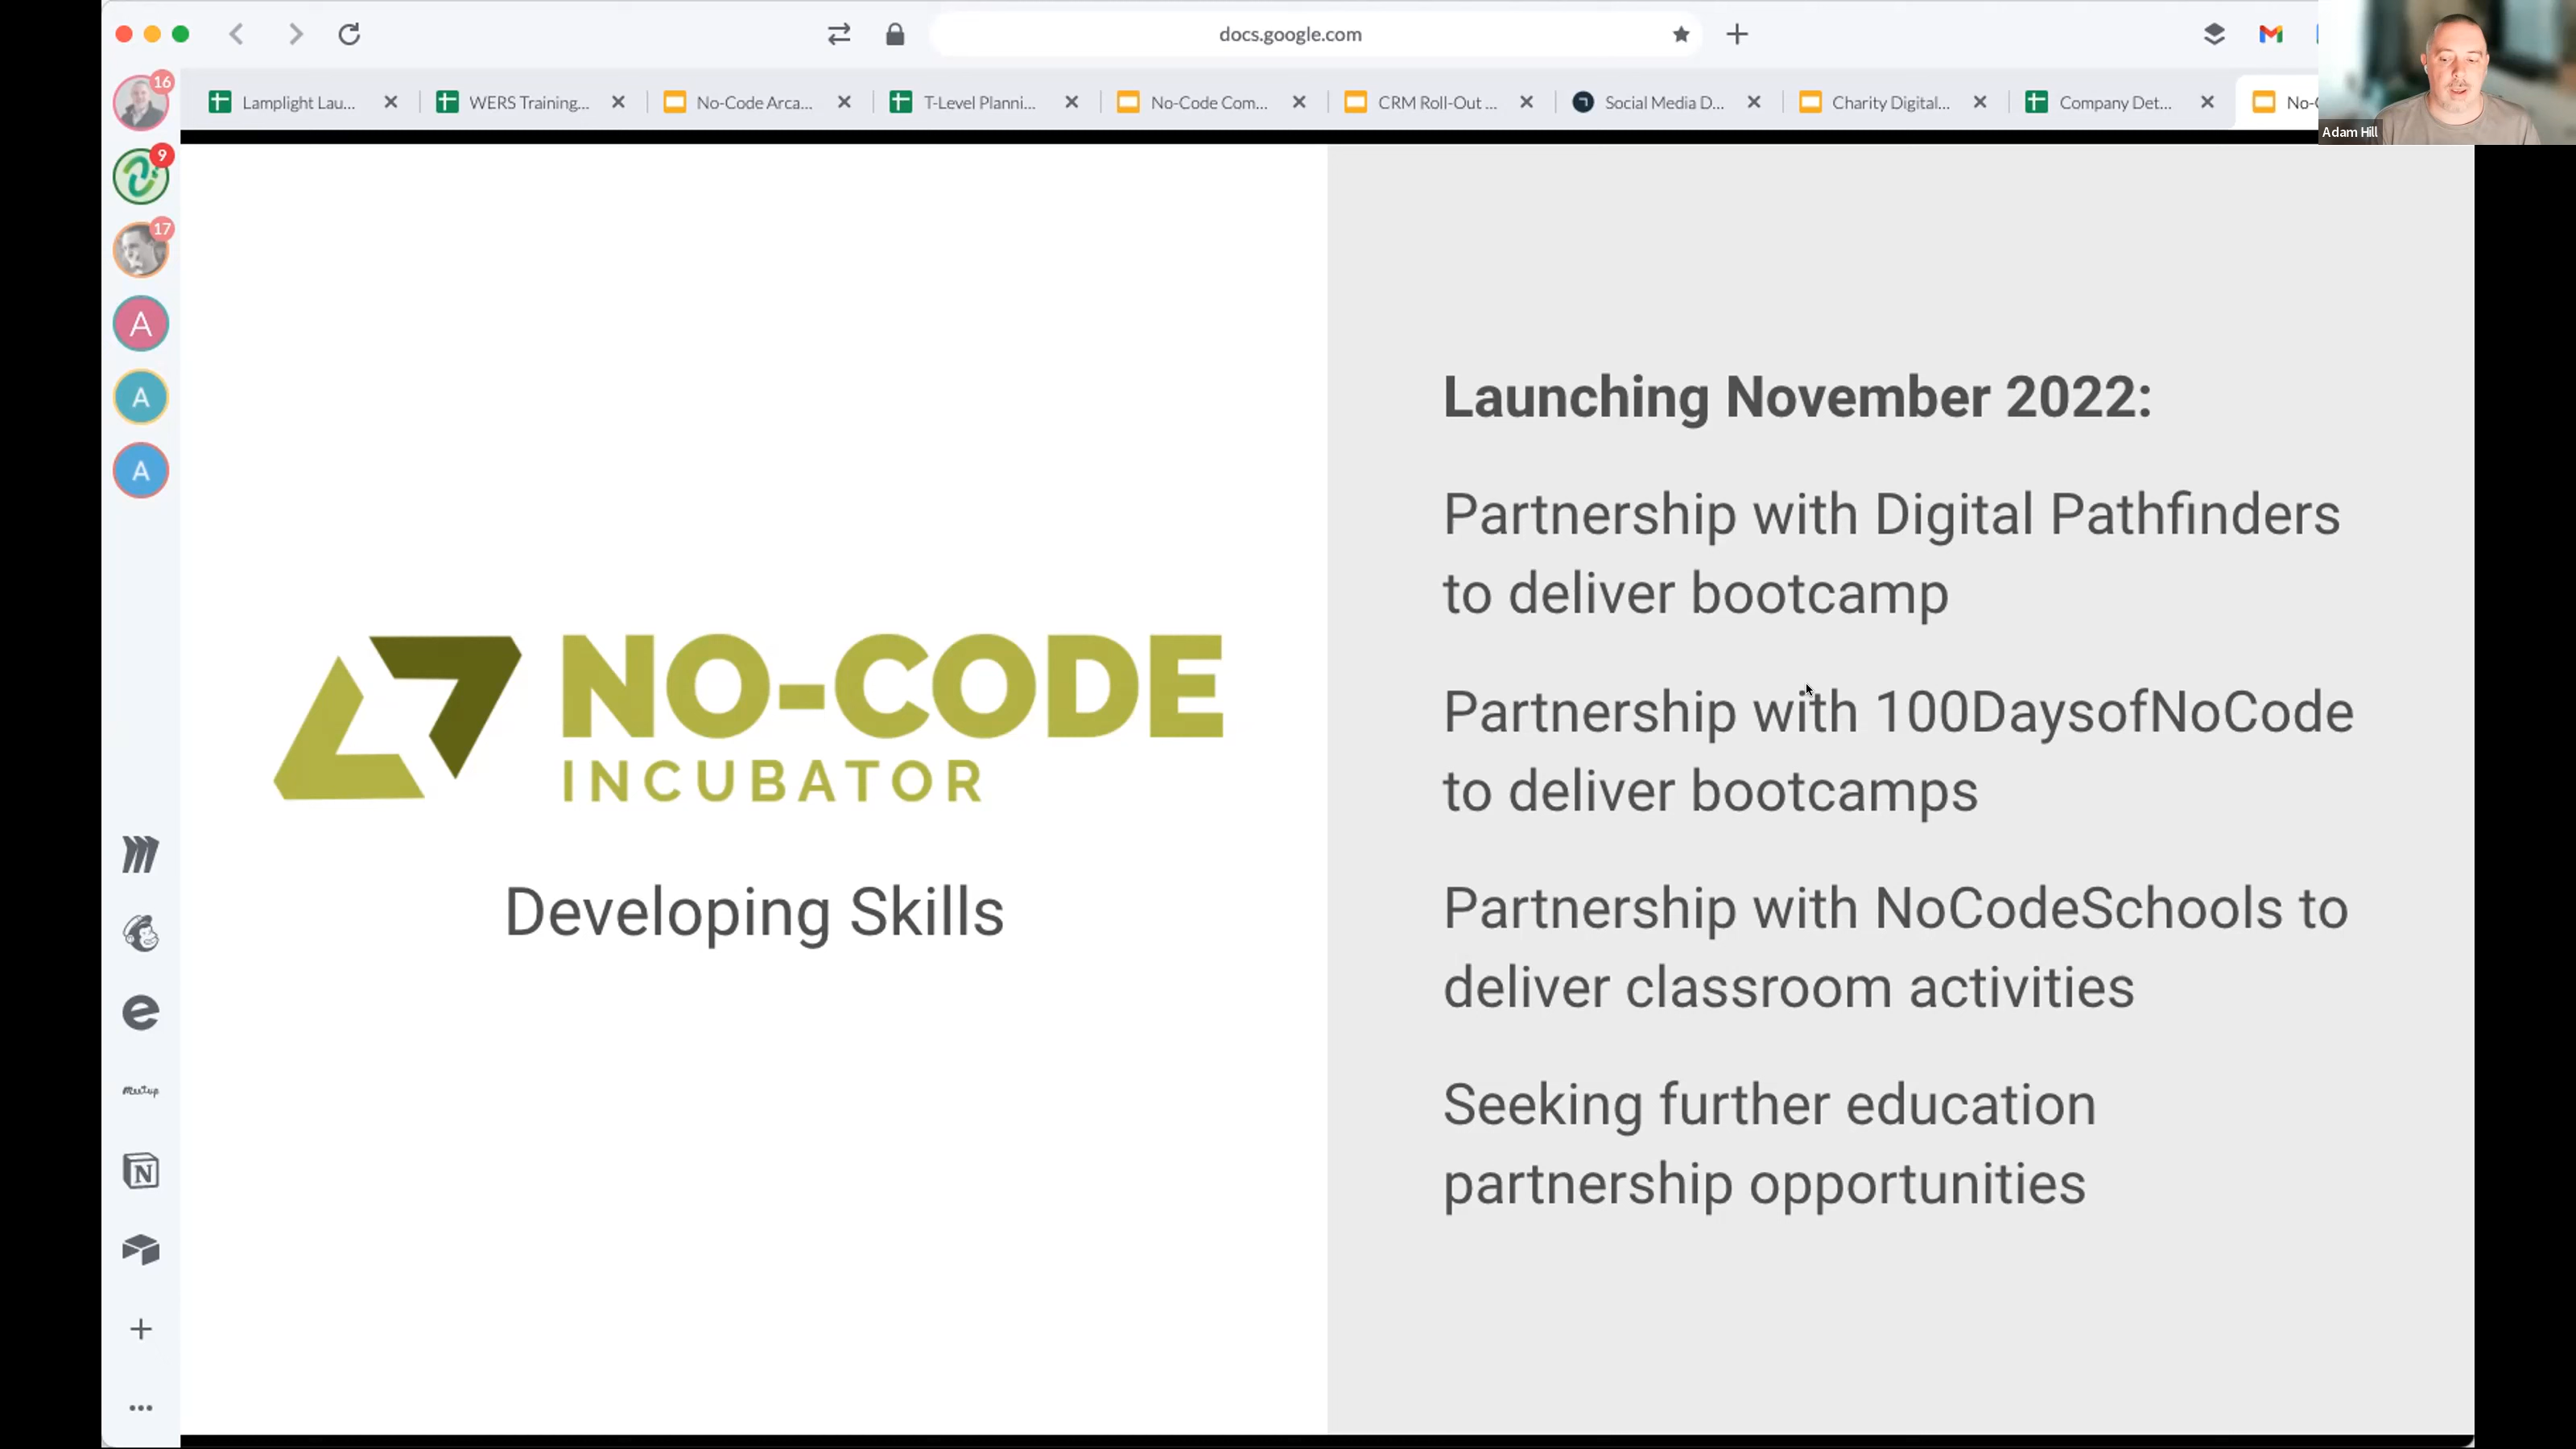 docs.google.com
Adam Hill
16
Lamplight Lau...
WERS Training...
No-Code Arca...
T-Level Planni...
No-Code Com...
CRM Roll-Out ...
Social Media D...
Charity Digital...
Company Det...
No-
9
17
A
A
A
NO-CODE
INCUBATOR
Developing Skills
Launching November 2022:
Partnership with Digital Pathfinders
to deliver bootcamp
Partnership with 100DaysofNoCode
to deliver bootcamps
Partnership with NoCodeSchools to
deliver classroom activities
Seeking further education
partnership opportunities
e
meetup
N